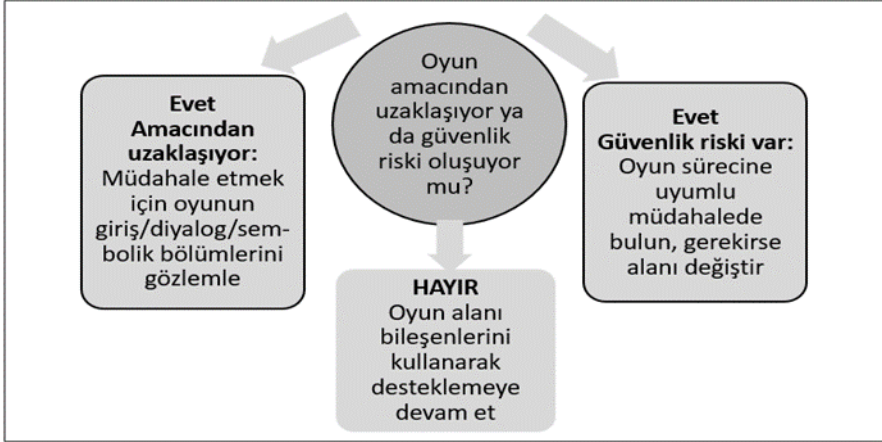 Oyun
amacından
uzaklaşıyor ya
da güvenlik
riski oluşuyor
mu?
Evet
Amacından
uzaklaşıyor:
Müdahale etmek
için oyunun
giriş/diyalog/sem-
bolik bölümlerini
gözlemle
Evet
Güvenlik riski var:
Oyun sürecine
uyumlu
müdahalede
bulun, gerekirse
alanı değiştir
HAYIR
Oyun alanı
bileşenlerini
kullanarak
desteklemeye
devam et